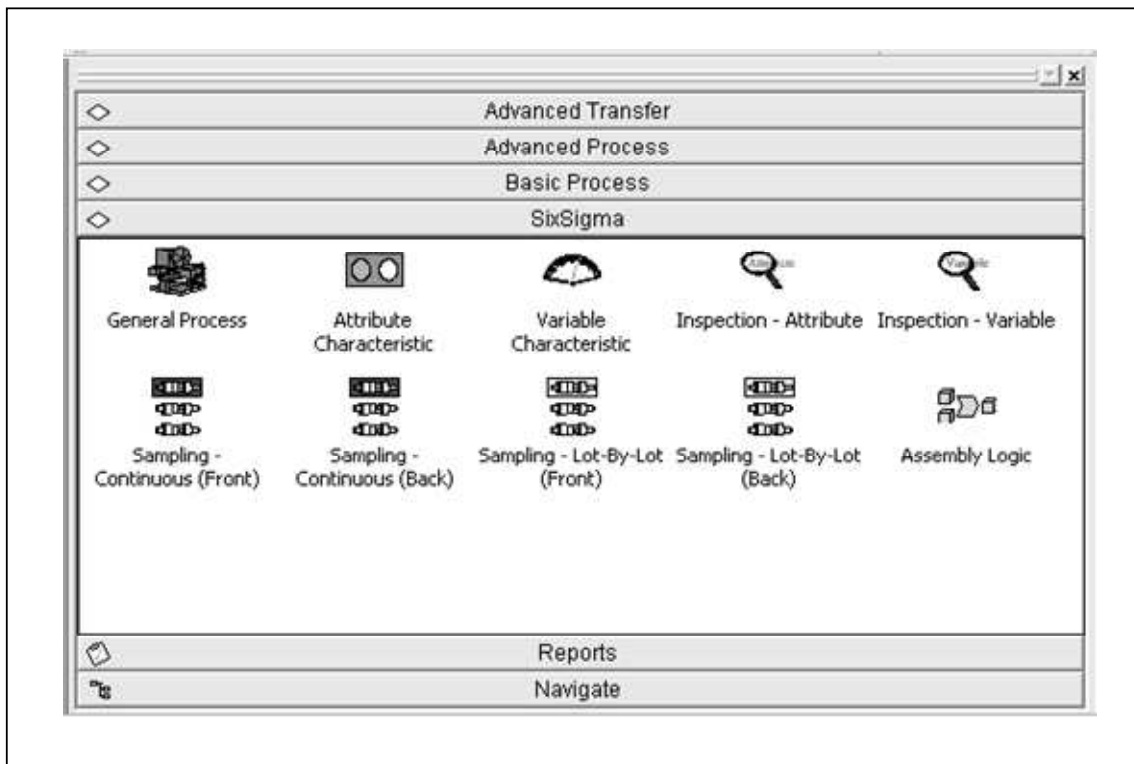 Advanced Transfer
Advanced Process
Basic Process
SixSigma
General Process
Attribute
Characteristic
Variable
Characteristic
Inspection - Attribute
Inspection - Variable
Sampling -
Continuous (Front)
Sampling -
Continuous (Back)
Sampling - Lot-By-Lot
(Front)
Sampling - Lot-By-Lot
(Back)
Assembly Logic
Reports
Navigate